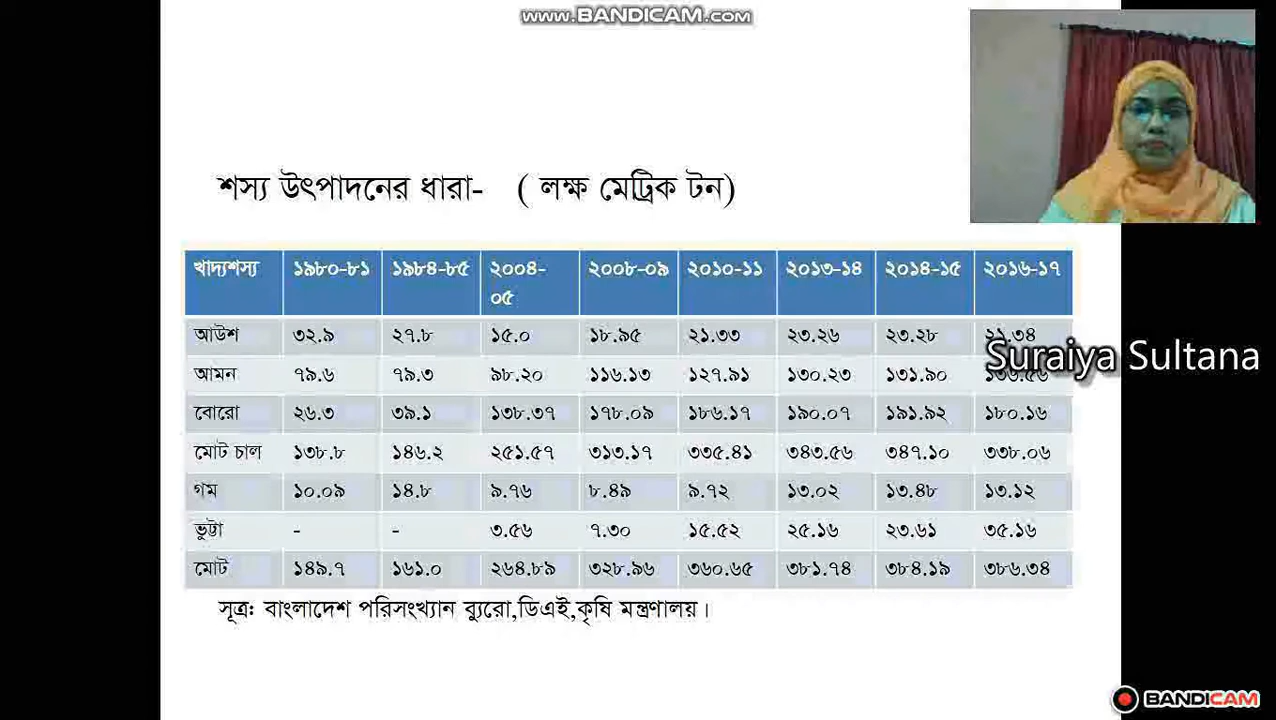 www.BANDICAM.com
শস্য উৎপাদনের ধারা- ( লক্ষ মেট্রিক টন)
খাদ্যশস্য ১৯৮০-৮১ ১৯৮৪-৮৫ ২০০৪-০৫ ২০০৮-০৯ ২০১০-১১ ২০১৩-১৪ ২০১৪-১৫ ২০১৬-১৭
আউশ ৩২.৯ ২৭.৮ ১৫.০ ১৮.৯৫ ২১.৩৩ ২৩.২৬ ২৩.২৮ ২১.৩৪
Suraiya Sultana
আমন ৭৯.৬ ৭৯.৩ ৯৮.২০ ১১৬.১৩ ১২৭.৯১ ১৩০.২৩ ১৩১.৯০
বোরো ২৬.৩ ৩৯.১ ১৩৮.৩৭ ১৭৮.০৯ ১৮৬.১৭ ১৯০.০৭ ১৯১.৯২ ১৮০.১৬
মোট চাল ১৩৮.৮ ১৪৬.২ ২৫১.৫৭ ৩১৩.১৭ ৩৩৫.৪১ ৩৪৩.৫৬ ৩৪৭.১০ ৩৩৮.০৬
গম ১০.০৯ ১৪.৮ ৯.৭৬ ৮.৪৯ ৯.৭২ ১৩.০২ ১৩.৪৮ ১৩.১২
ভুট্টা - - ৩.৫৬ ৭.৩০ ১৫.৫২ ২৫.১৬ ২৩.৬১ ৩৫.১৬
মোট ১৪৯.৭ ১৬১.০ ২৬৪.৮৯ ৩২৮.৯৬ ৩৬০.৬৫ ৩৮১.৭৪ ৩৮৪.১৯ ৩৮৬.৩৪
সূত্র: বাংলাদেশ পরিসংখ্যান ব্যুরো,ডিএই,কৃষি মন্ত্রণালয়।
BANDICAM